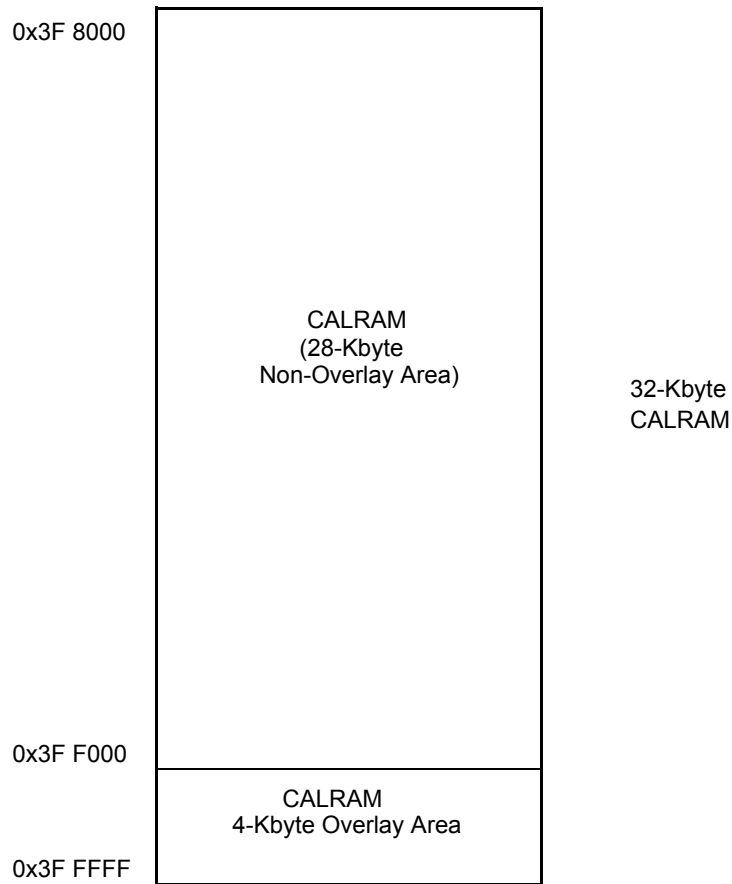 0x3F 8000
CALRAM
(28-Kbyte
Non-Overlay Area)
32-Kbyte
CALRAM
0x3F F000
CALRAM
4-Kbyte Overlay Area
0x3F FFFF